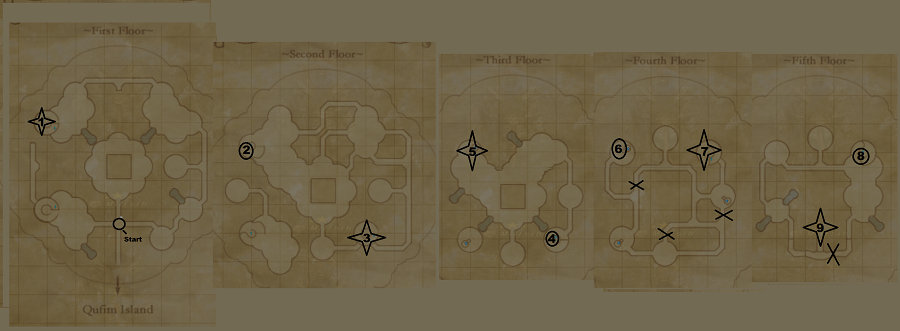 ~First Floor~
~Second Floor~
~Third Floor~
~Fourth Floor~
~Fifth Floor~
1
2
3
4
5
6
7
8
9
Start
Qufim Island